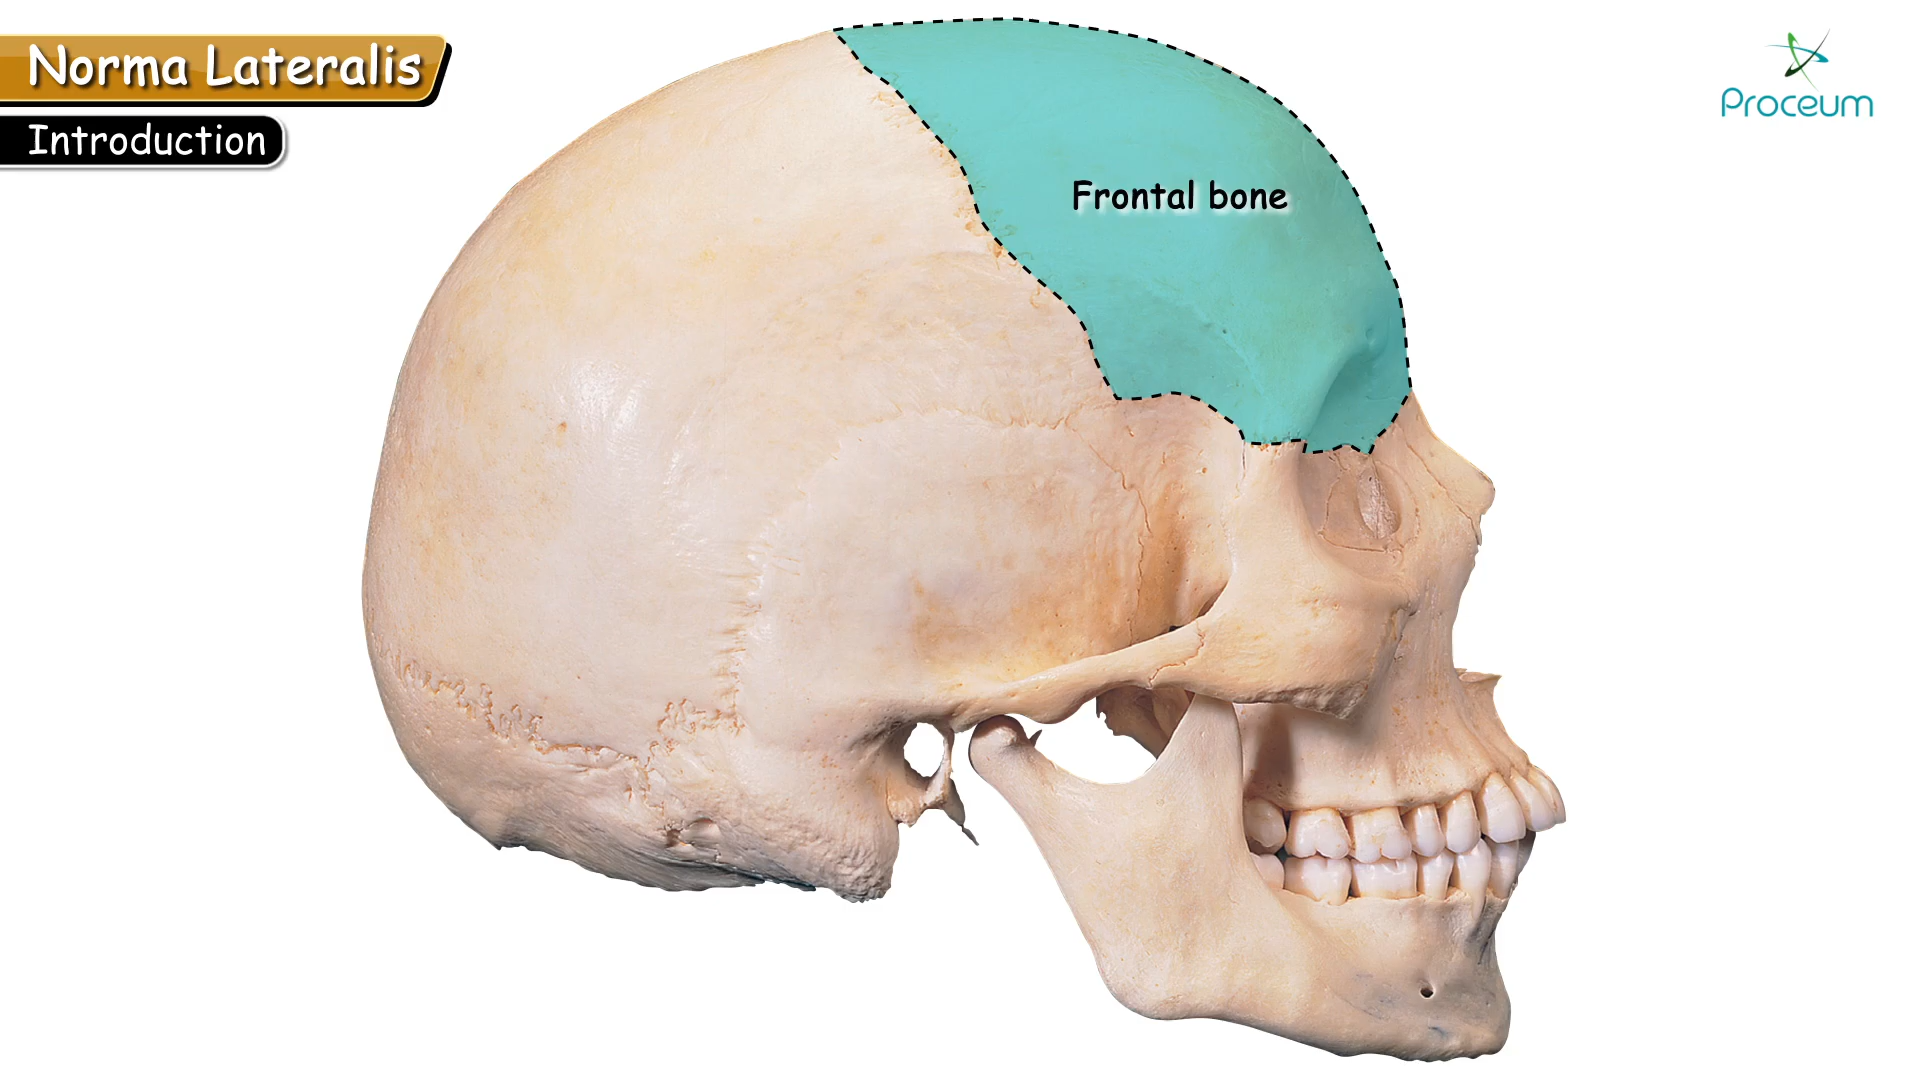 Norma Lateralis
Introduction
Proceum
Frontal bone